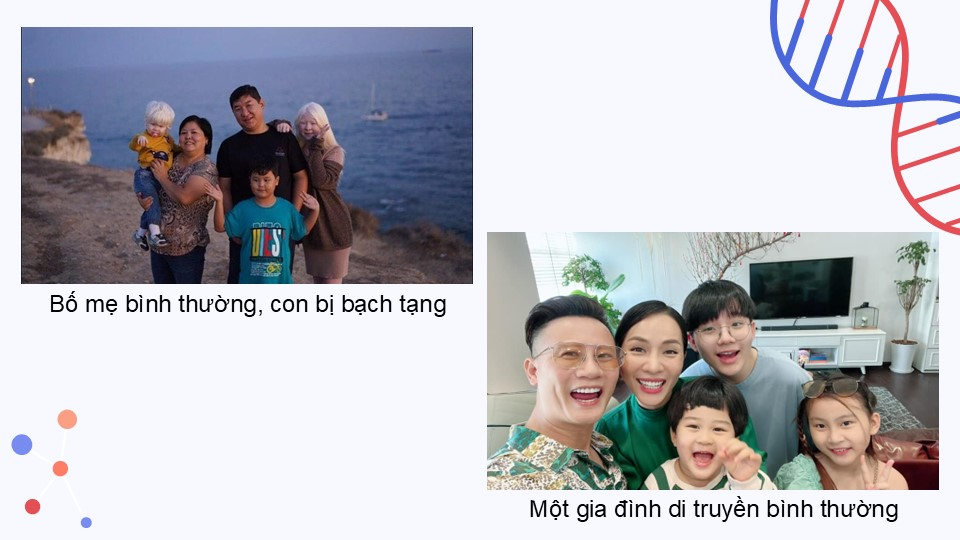 Bố mẹ bình thường, con bị bạch tạng
Một gia đình di truyền bình thường